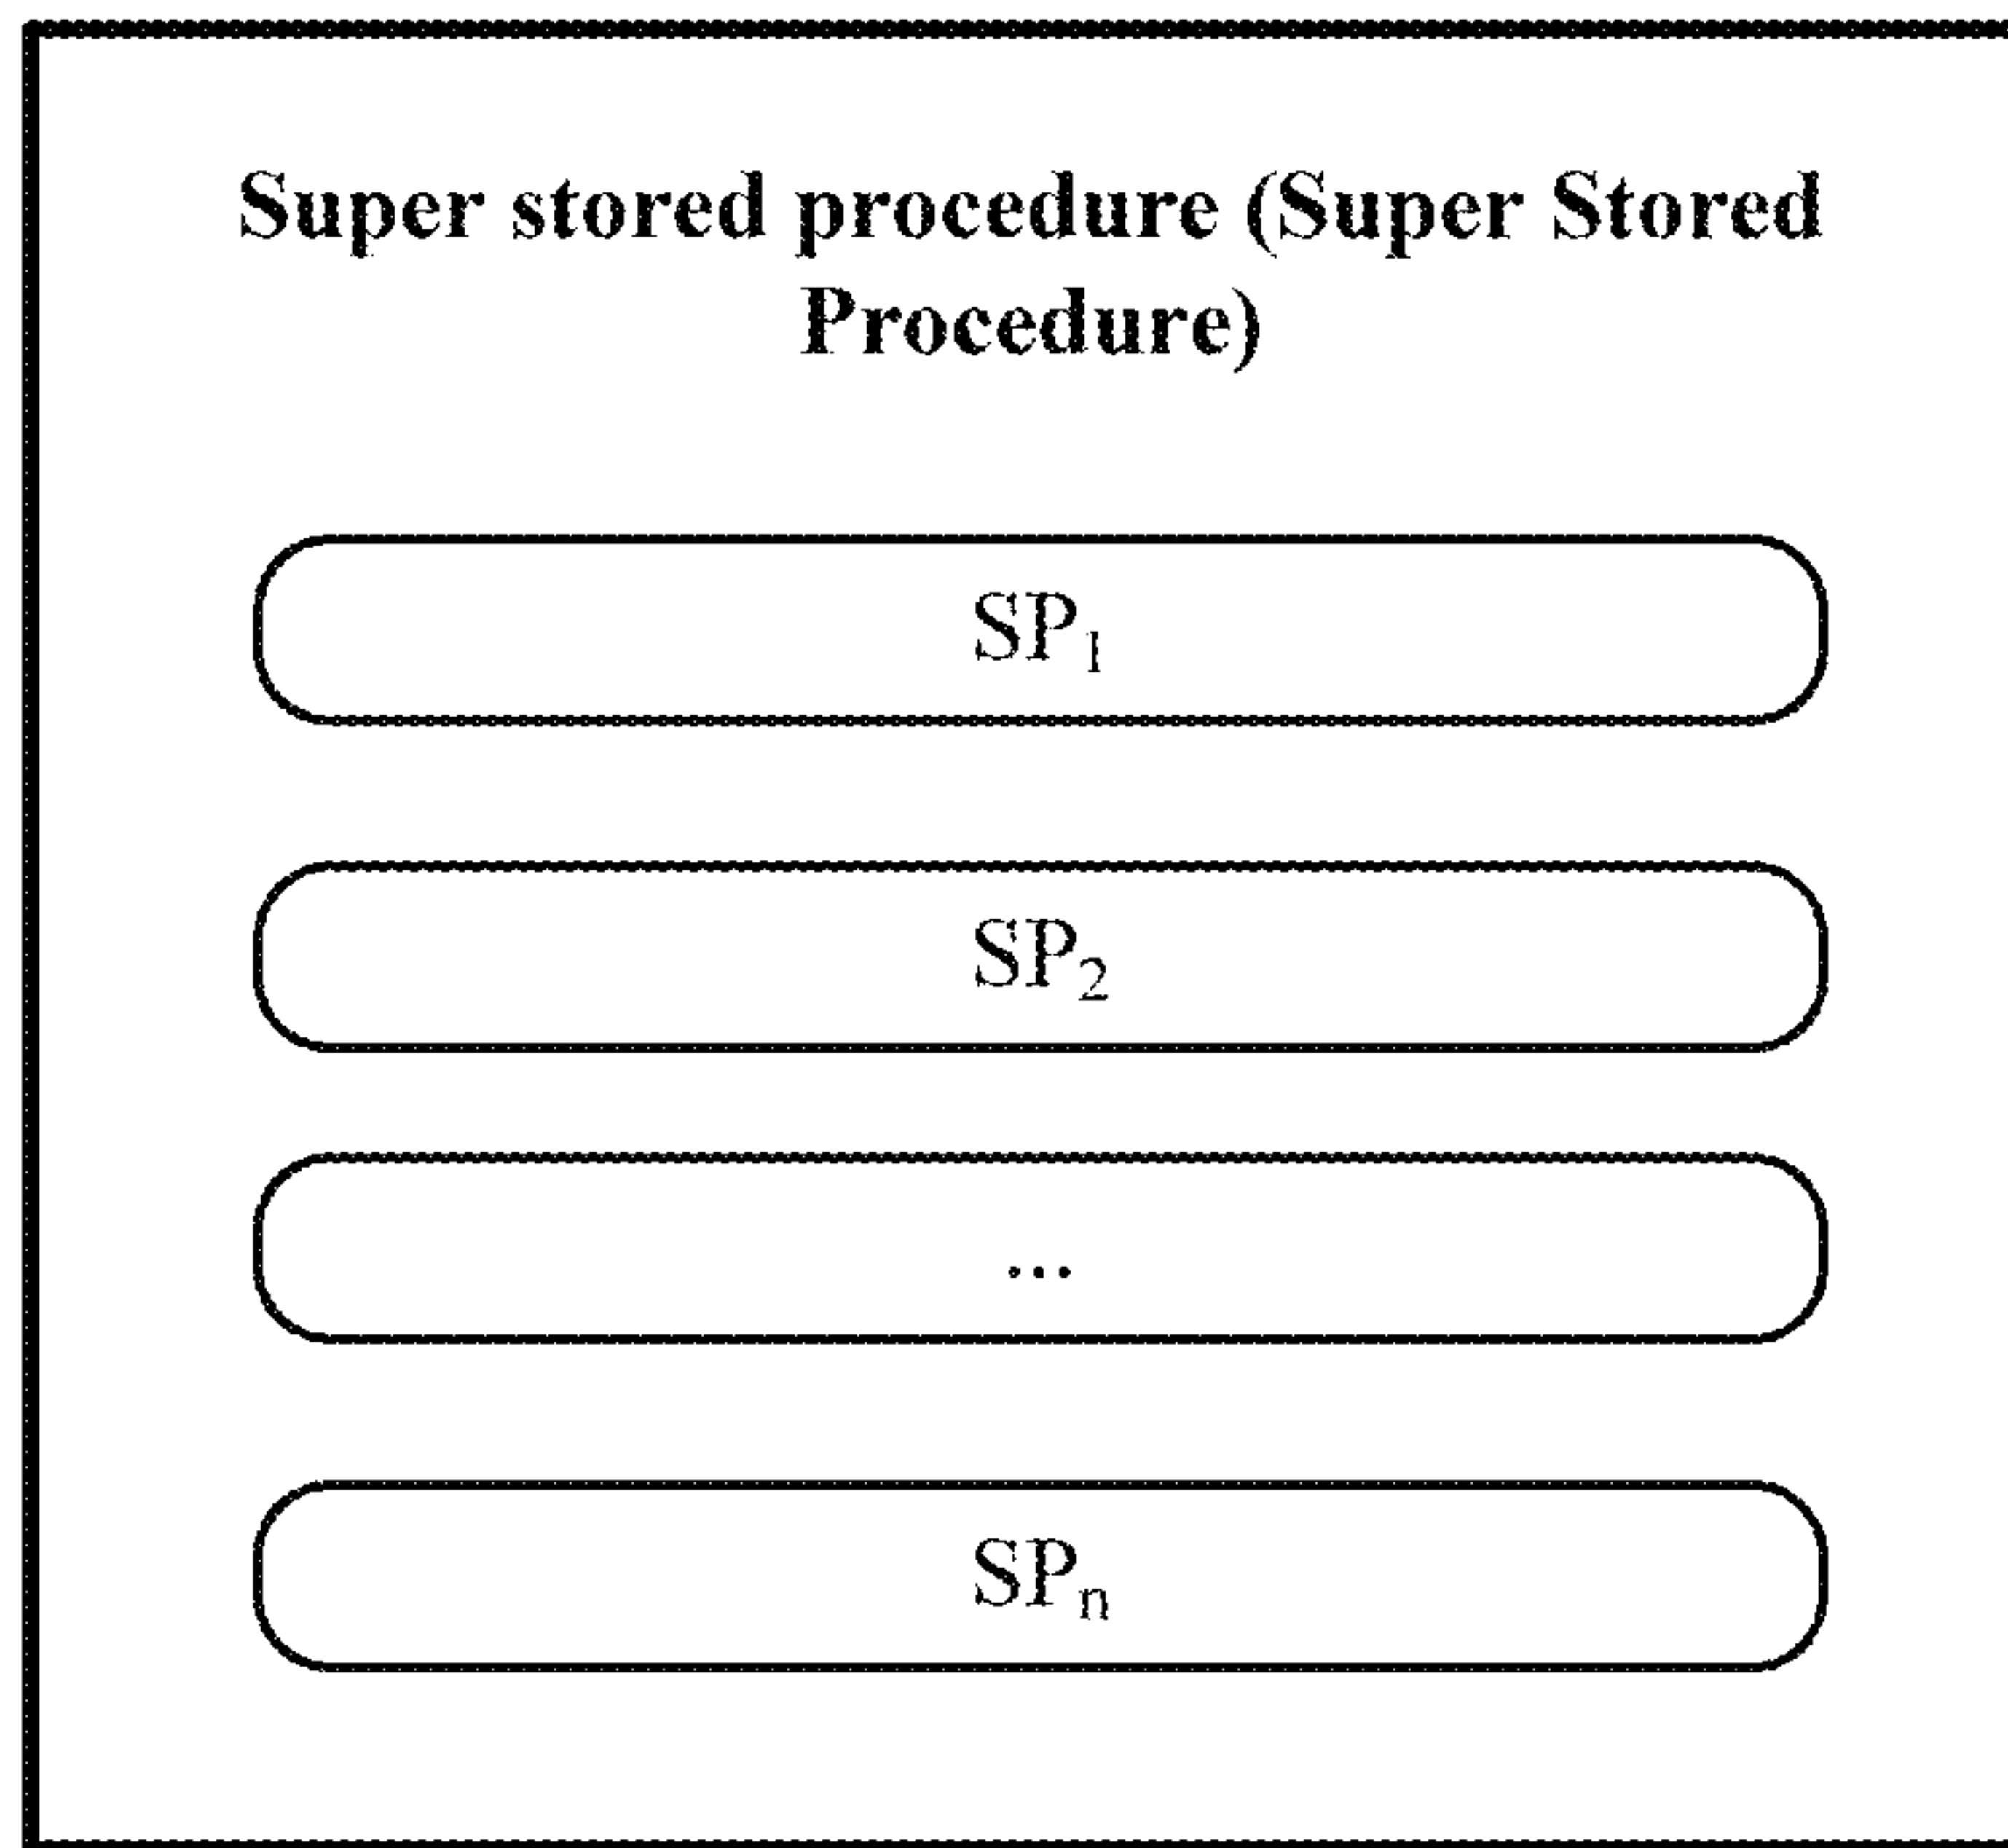 Super stored procedure (Super Stored
Procedure)
SP₁
SP₂
...
SPₙ